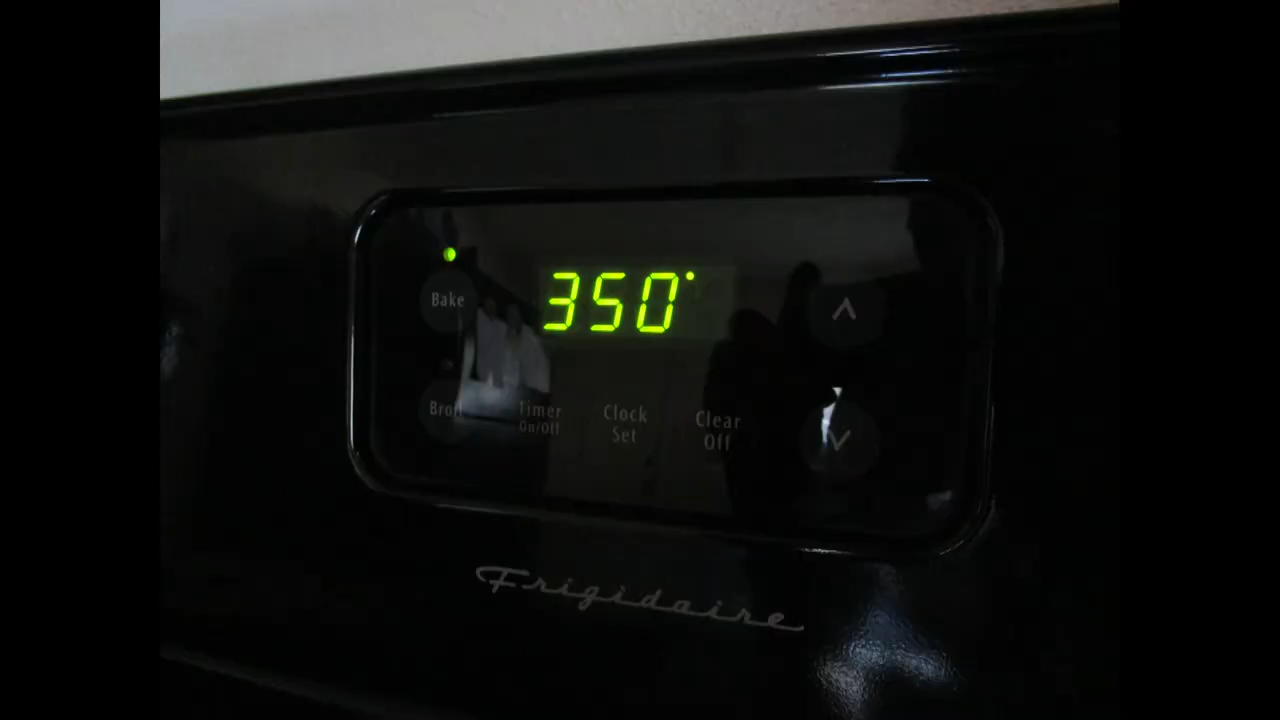 350°
Bake
Broil
Timer
On/Off
Clock
Set
Clear
Off
Frigidaire